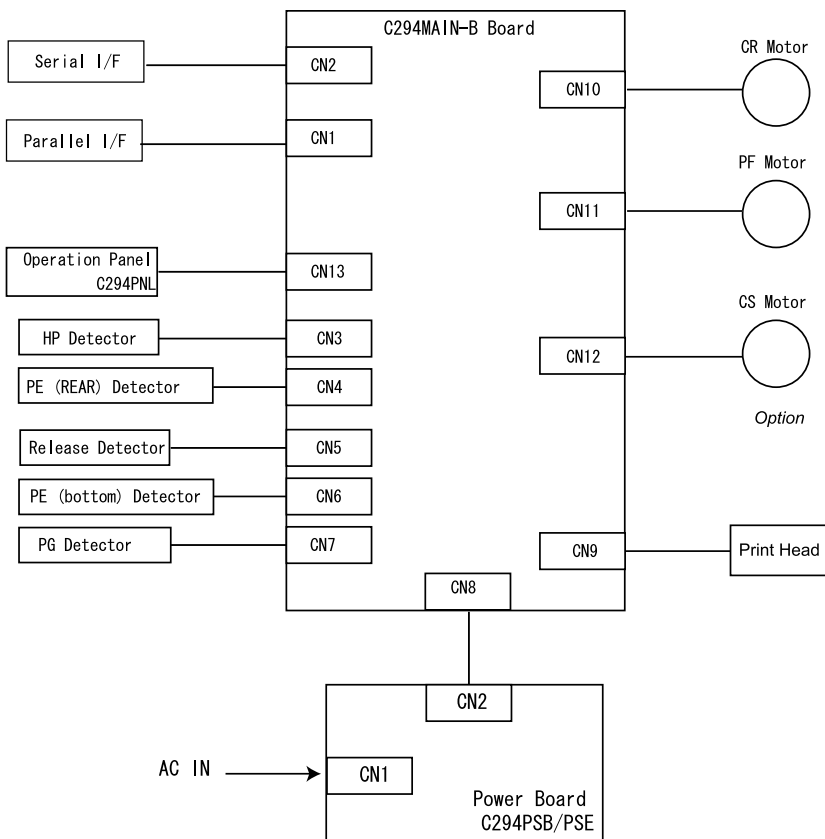 C294MAIN-B Board
Serial I/F
CN2
Parallel I/F
CN1
Operation Panel
C294PNL
CN13
HP Detector
CN3
PE (REAR) Detector
CN4
Release Detector
CN5
PE (bottom) Detector
CN6
PG Detector
CN7
CR Motor
CN10
PF Motor
CN11
CS Motor
CN12
Option
CN9
Print Head
CN8
CN2
AC IN
CN1
Power Board
C294PSB/PSE